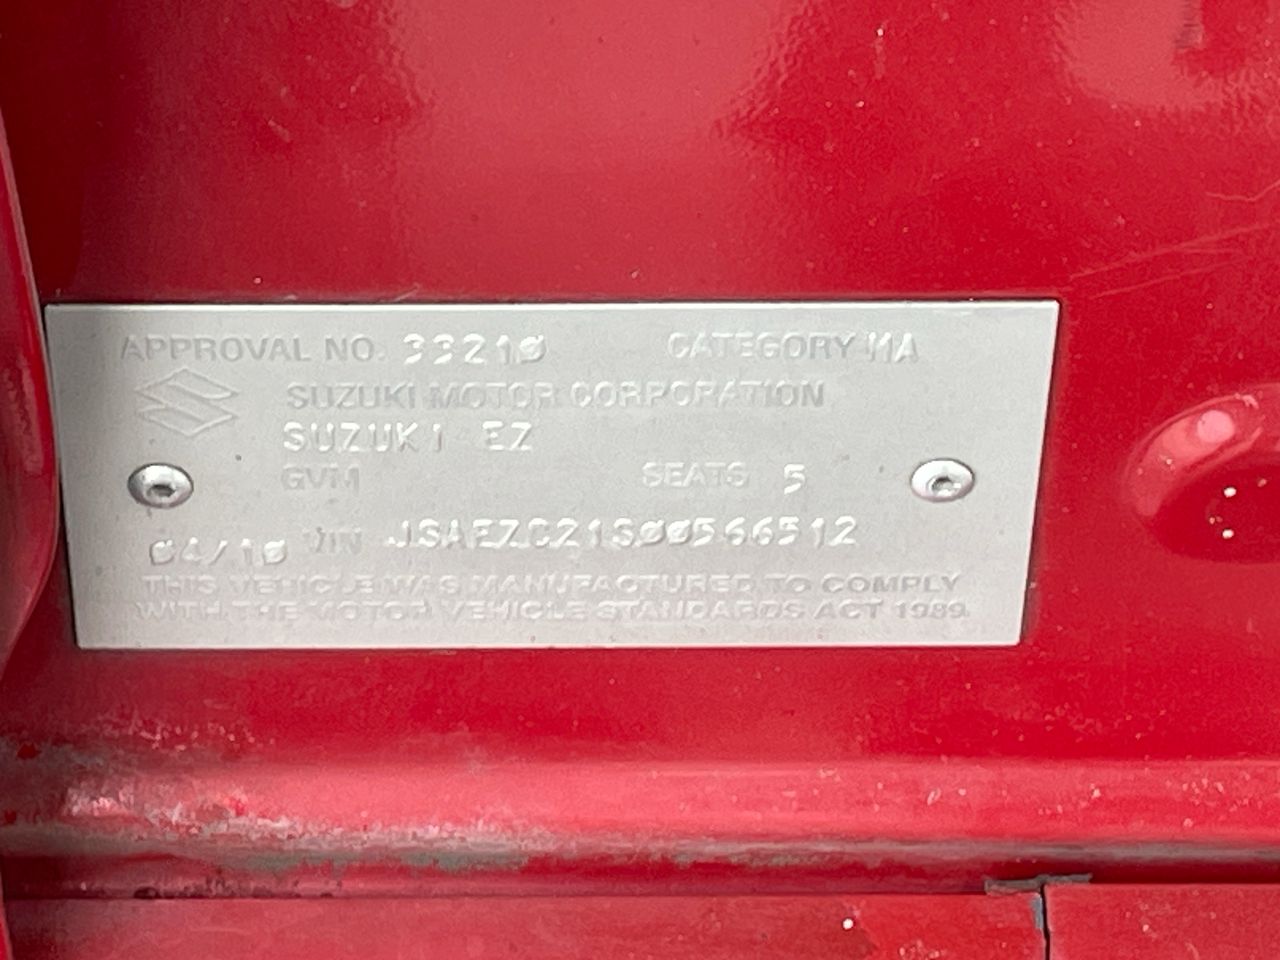 APPROVAL NO. 33210 CATEGORY MA
SUZUKI MOTOR CORPORATION
SUZUKI EZ
GVM SEATS 5
04/10 VIN JSAEZC21S00566512
THIS VEHICLE WAS MANUFACTURED TO COMPLY
WITH THE MOTOR VEHICLE STANDARDS ACT 1989.